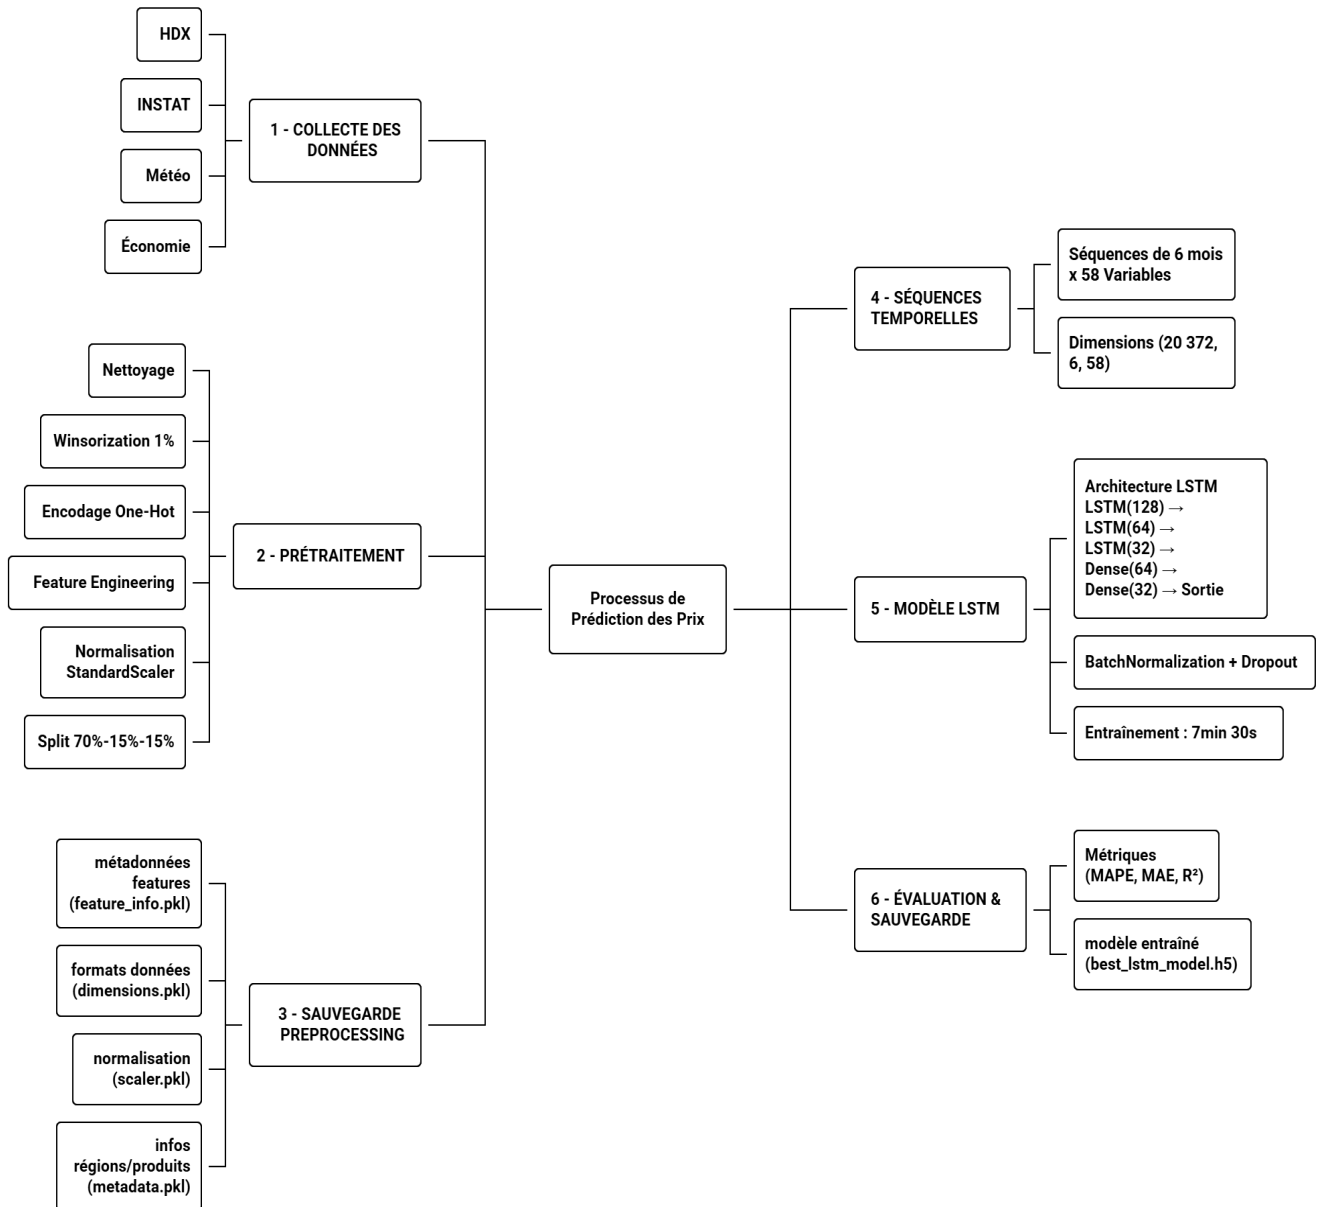 HDX
INSTAT
Météo
Économie
1 - COLLECTE DES
DONNÉES
Nettoyage
Winsorization 1%
Encodage One-Hot
Feature Engineering
Normalisation
StandardScaler
Split 70%-15%-15%
2 - PRÉTRAITEMENT
métadonnées
features
(feature_info.pkl)
formats données
(dimensions.pkl)
normalisation
(scaler.pkl)
infos
régions/produits
(metadata.pkl)
3 - SAUVEGARDE
PREPROCESSING
Processus de
Prédiction des Prix
4 - SÉQUENCES
TEMPORELLES
Séquences de 6 mois
x 58 Variables
Dimensions (20 372,
6, 58)
5 - MODÈLE LSTM
Architecture LSTM
LSTM(128) →
LSTM(64) →
LSTM(32) →
Dense(64) →
Dense(32) → Sortie
BatchNormalization + Dropout
Entraînement : 7min 30s
6 - ÉVALUATION &
SAUVEGARDE
Métriques
(MAPE, MAE, R²)
modèle entraîné
(best_lstm_model.h5)